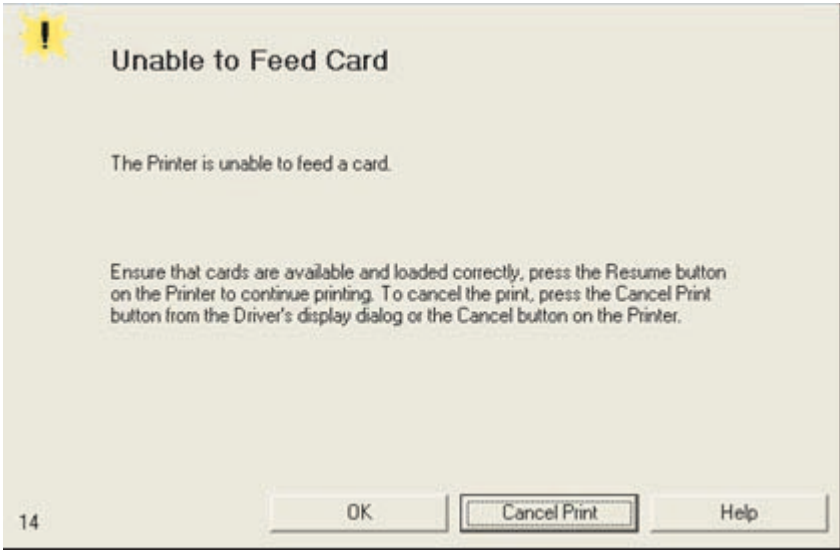 !
Unable to Feed Card
The Printer is unable to feed a card.
Ensure that cards are available and loaded correctly, press the Resume button
on the Printer to continue printing. To cancel the print, press the Cancel Print
button from the Driver's display dialog or the Cancel button on the Printer.
14
OK
Cancel Print
Help